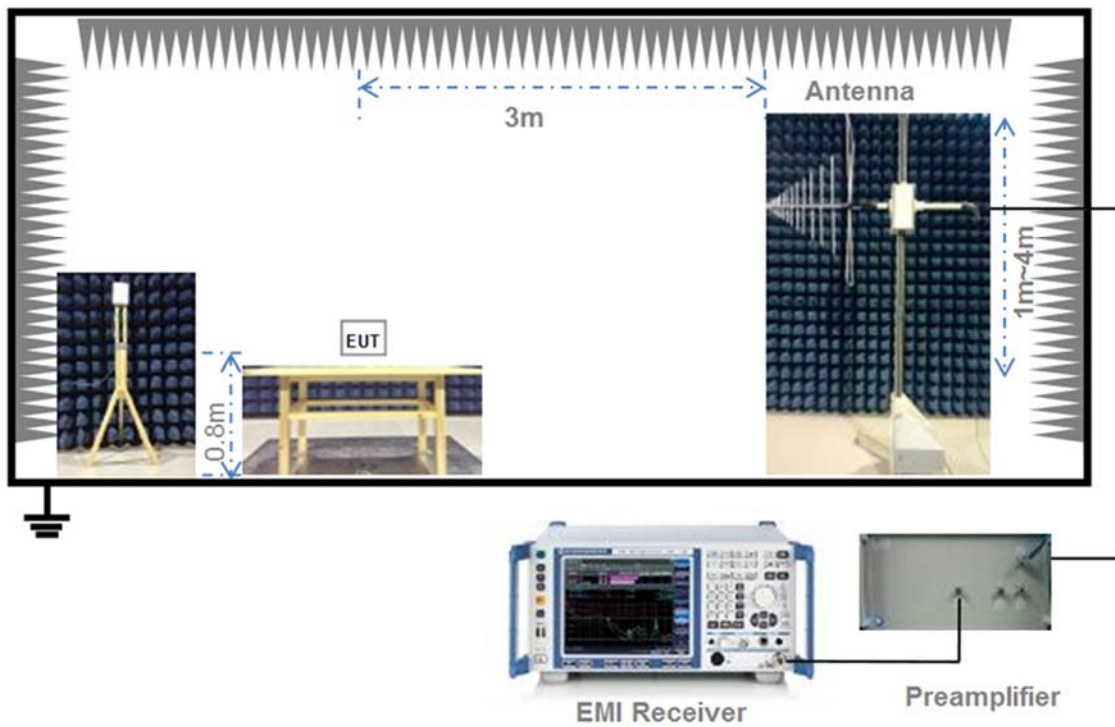 Antenna
3m
1m~4m
EUT
0.8m
EMI Receiver
Preamplifier